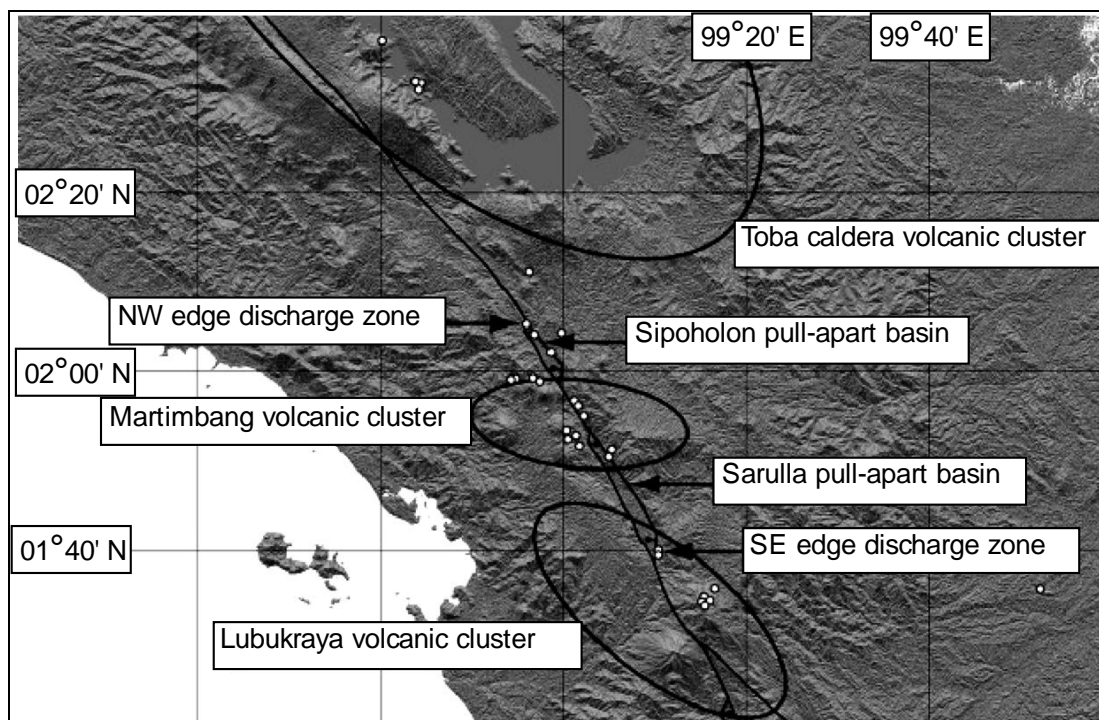 99°20' E
99°40' E
02°20' N
Toba caldera volcanic cluster
NW edge discharge zone
Sipoholon pull-apart basin
02°00' N
Martimbang volcanic cluster
Sarulla pull-apart basin
01°40' N
SE edge discharge zone
Lubukraya volcanic cluster